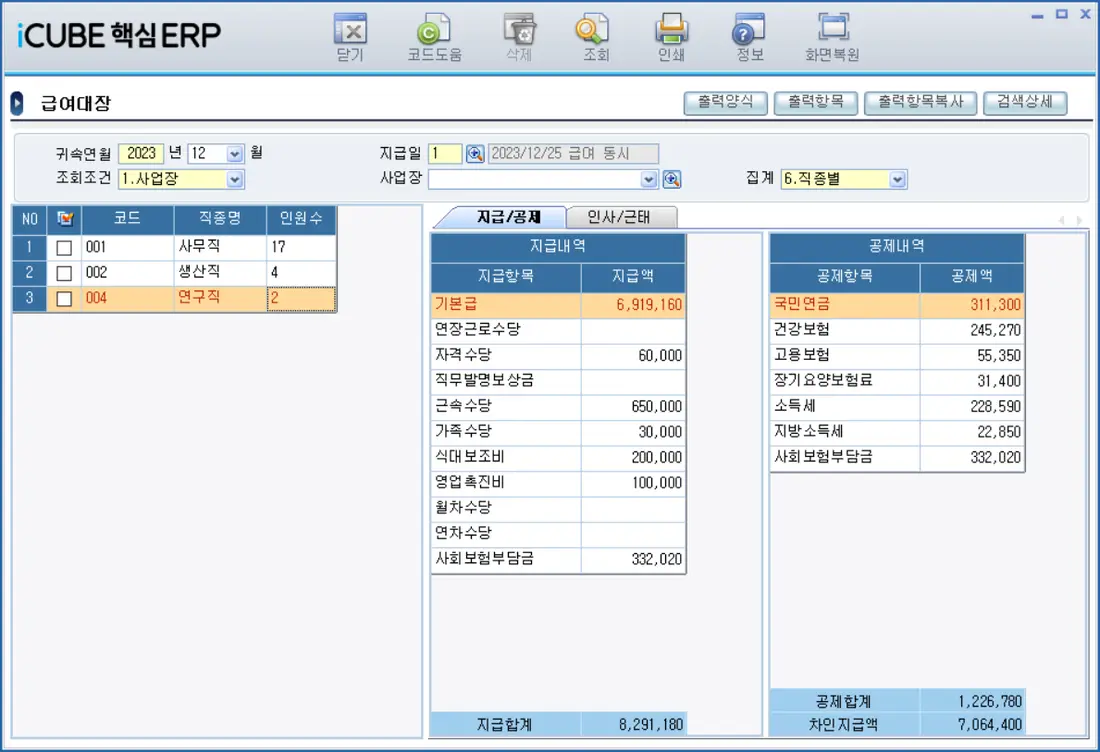 iCUBE 핵심ERP
닫기 코드도움 삭제 조회 인쇄 정보 화면복원
급여대장
출력양식 출력항목 출력항목복사 검색상세
귀속연월 2023 년 12 월 지급일 1 2023/12/25 급여 동시
조회조건 1.사업장 사업장 집계 6.직종별
NO 코드 직종명 인원수
1 001 사무직 17
2 002 생산직 4
3 004 연구직 2
지급/공제 인사/근태
지급내역
지급항목 지급액
기본급 6,919,160
연장근로수당
자격수당 60,000
직무발명보상금
근속수당 650,000
가족수당 30,000
식대보조비 200,000
영업촉진비 100,000
월차수당
연차수당
사회보험부담금 332,020
지급합계 8,291,180
공제내역
공제항목 공제액
국민연금 311,300
건강보험 245,270
고용보험 55,350
장기요양보험료 31,400
소득세 228,590
지방소득세 22,850
사회보험부담금 332,020
공제합계 1,226,780
차인지급액 7,064,400